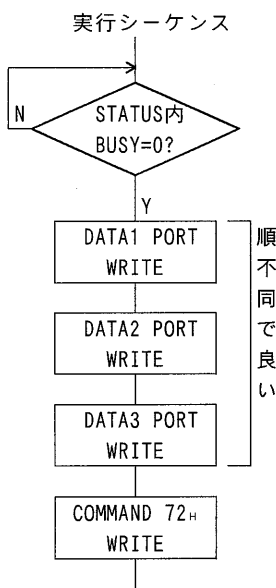 実行シーケンス
STATUS内
BUSY=0?
N
Y
DATA1 PORT
WRITE
DATA2 PORT
WRITE
DATA3 PORT
WRITE
順不同で良い
COMMAND 72H
WRITE